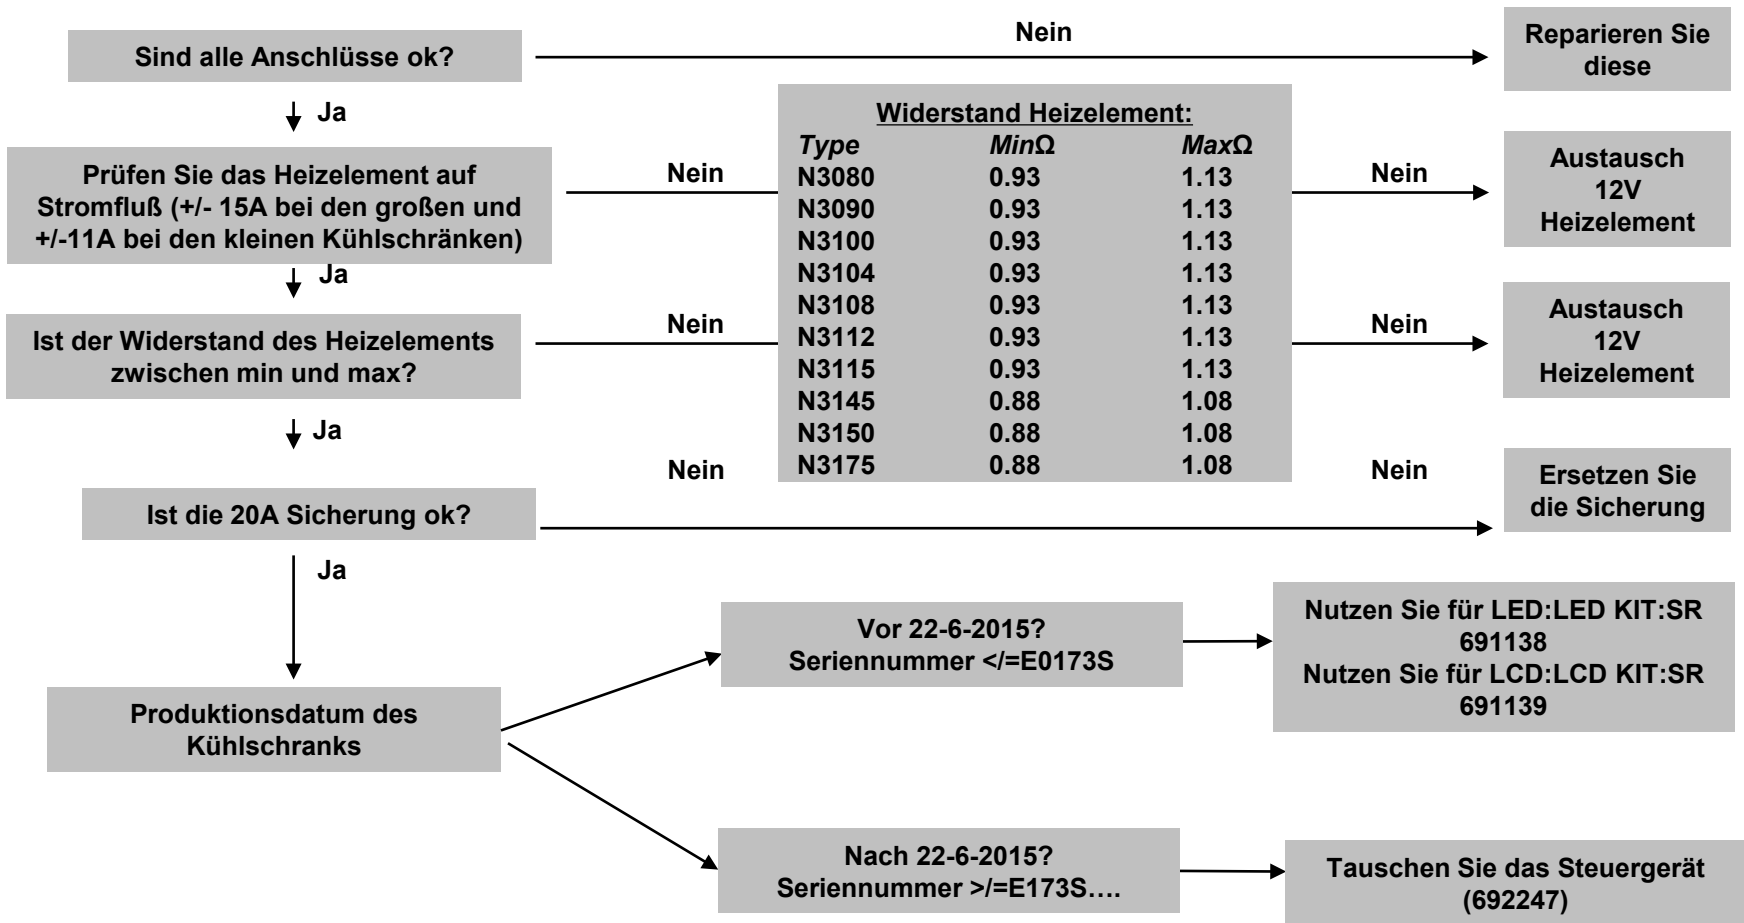 Sind alle Anschlüsse ok?
Nein
Reparieren Sie
diese
Ja
Widerstand Heizelement:
Type MinΩ MaxΩ
N3080 0.93 1.13
N3090 0.93 1.13
N3100 0.93 1.13
N3104 0.93 1.13
N3108 0.93 1.13
N3112 0.93 1.13
N3115 0.93 1.13
N3145 0.88 1.08
N3150 0.88 1.08
N3175 0.88 1.08
Prüfen Sie das Heizelement auf
Stromfluß (+/- 15A bei den großen und
+/-11A bei den kleinen Kühlschränken)
Nein
Nein
Austausch
12V
Heizelement
Ja
Ist der Widerstand des Heizelements
zwischen min und max?
Nein
Nein
Austausch
12V
Heizelement
Ja
Ist die 20A Sicherung ok?
Nein
Nein
Ersetzen Sie
die Sicherung
Ja
Produktionsdatum des
Kühlschranks
Vor 22-6-2015?
Seriennummer </=E0173S
Nutzen Sie für LED:LED KIT:SR
691138
Nutzen Sie für LCD:LCD KIT:SR
691139
Nach 22-6-2015?
Seriennummer >/=E173S….
Tauschen Sie das Steuergerät
(692247)